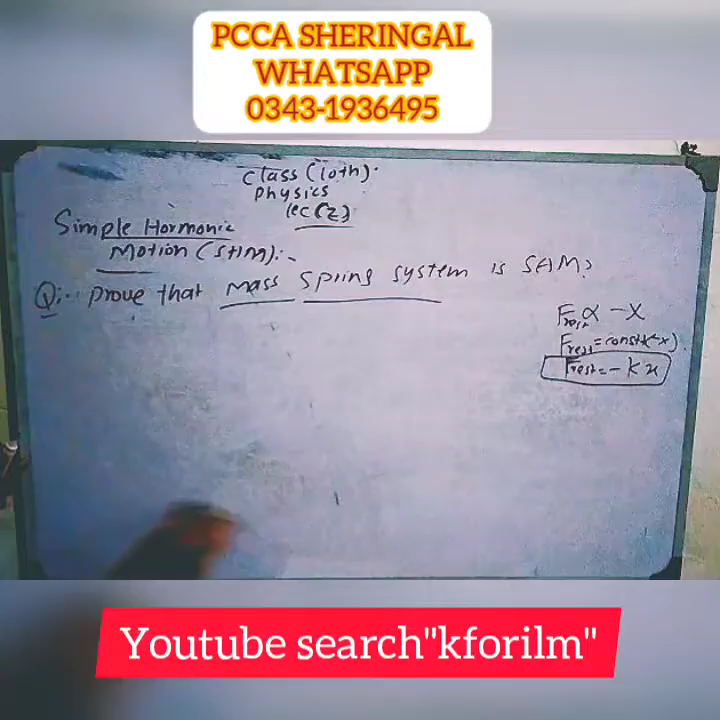 PCCA SHERINGAL
WHATSAPP
0343-1936495
Class (10th).
Physics
lec(2)
Simple Hormonic
Motion (SHM):-
Q:- prove that Mass Spring system is SHM?
Frest ∝ -x
Frest = const(-x)
Frest = - kx
Youtube search"kforilm"